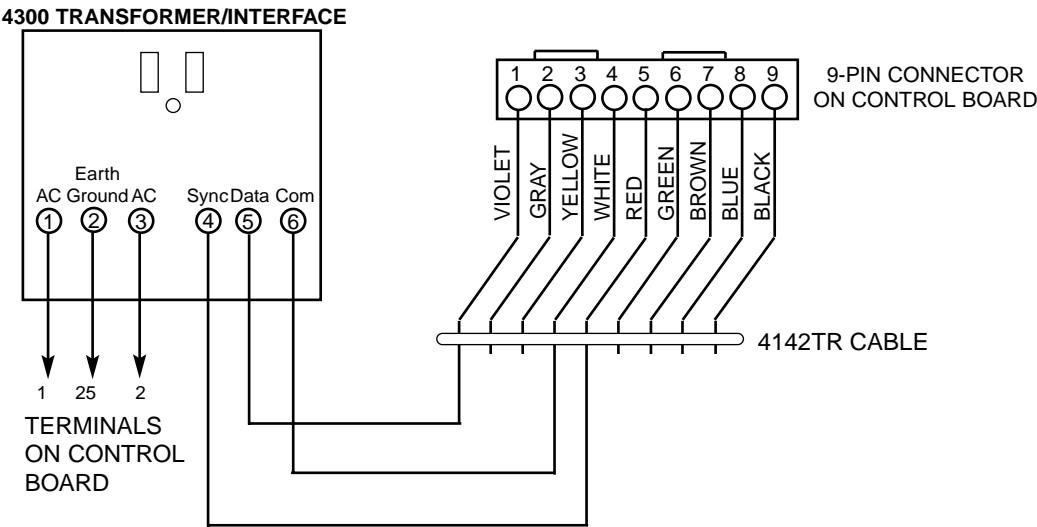 4300 TRANSFORMER/INTERFACE
1 2 3 4 5 6 7 8 9
9-PIN CONNECTOR
ON CONTROL BOARD
VIOLET
GRAY
YELLOW
WHITE
RED
GREEN
BROWN
BLUE
BLACK
Earth
AC Ground AC Sync Data Com
1 2 3 4 5 6
4142TR CABLE
1 25 2
TERMINALS
ON CONTROL
BOARD